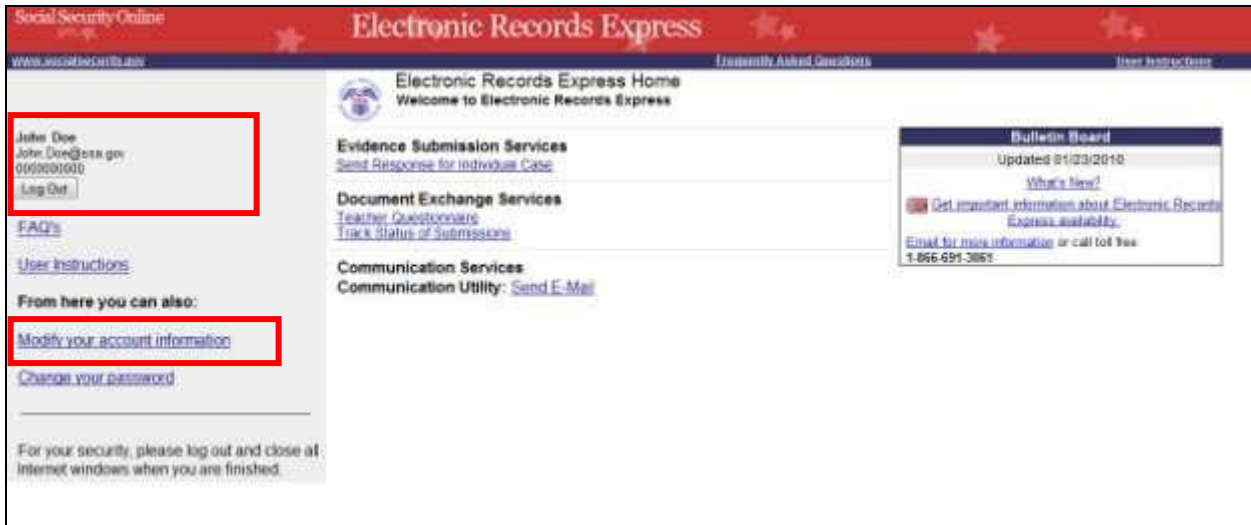 Social Security Online
Electronic Records Express
www.socialsecurity.gov
Frequently Asked Questions
User Instructions
Electronic Records Express Home
Welcome to Electronic Records Express
John Doe
John.Doe@ssa.gov
0000000000
Log Out
FAQ's
User Instructions
From here you can also:
Modify your account information
Change your password
For your security, please log out and close all
Internet windows when you are finished.
Evidence Submission Services
Send Response for Individual Case
Document Exchange Services
Teacher Questionnaire
Track Status of Submissions
Communication Services
Communication Utility: Send E-Mail
Bulletin Board
Updated 01/23/2010
What's New?
Get important information about Electronic Records
Express availability.
Email for more information or call toll free
1-866-691-3061